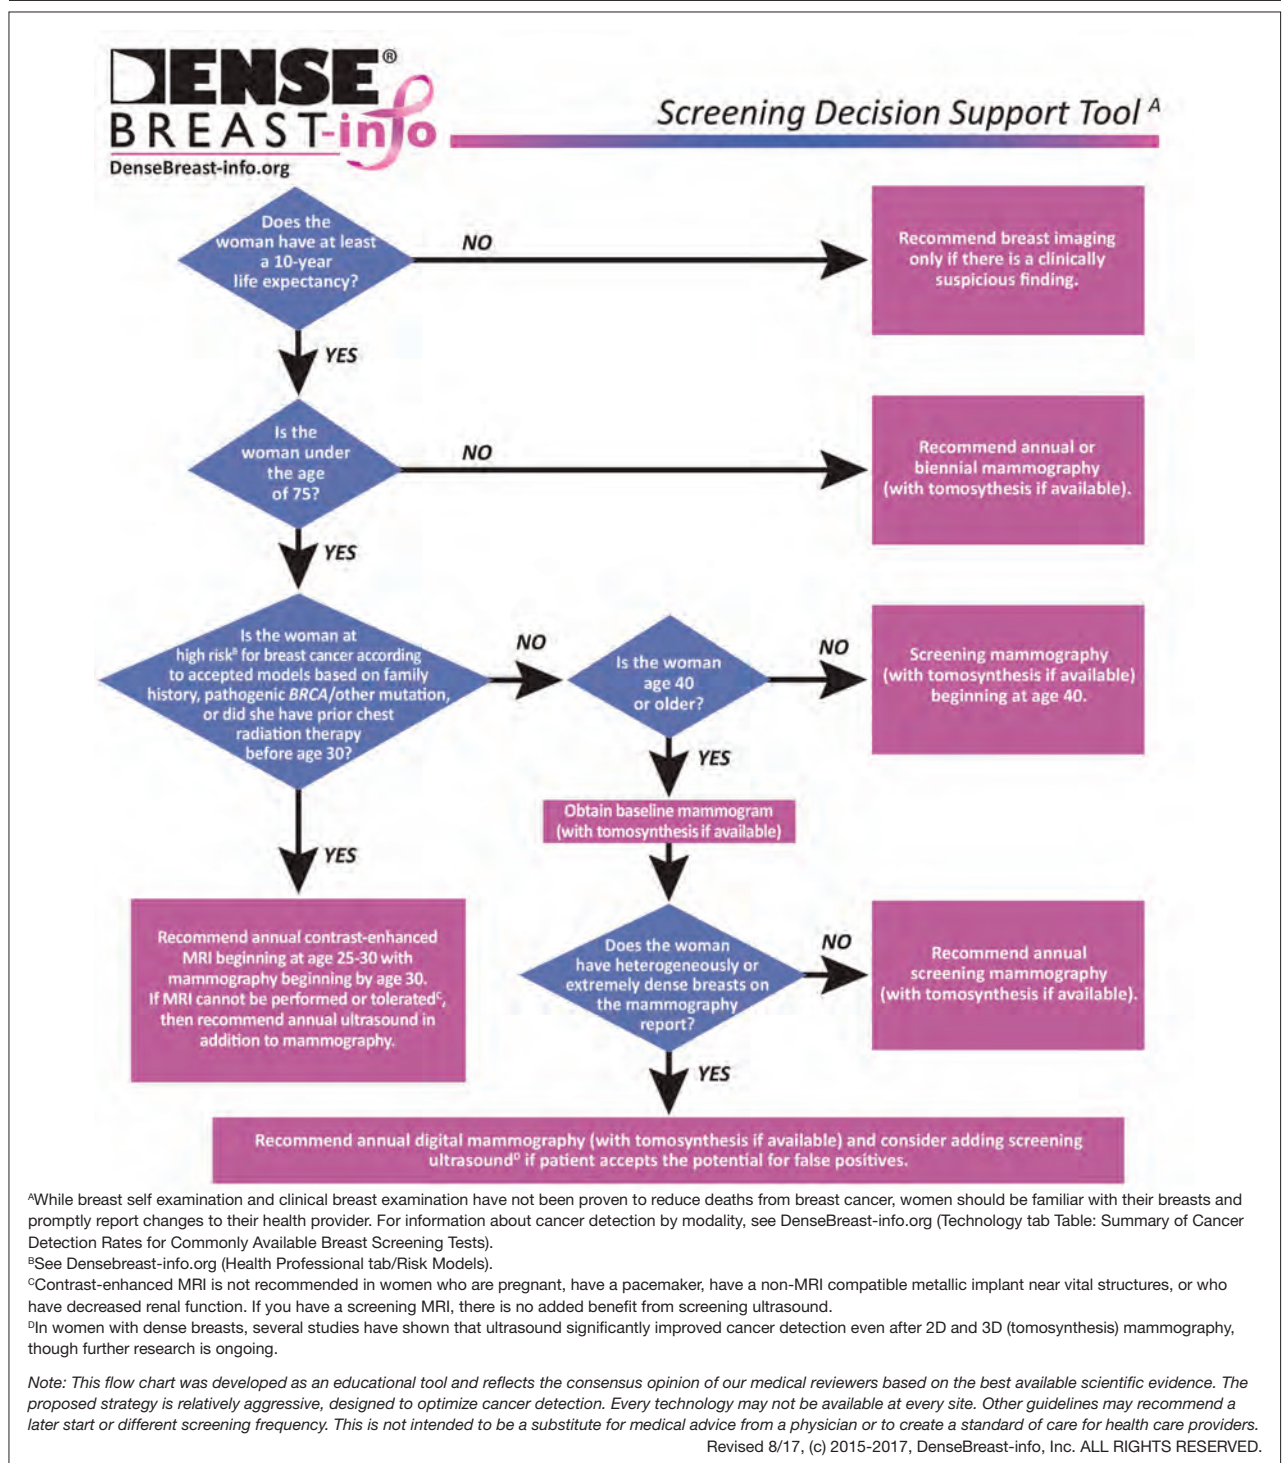 DENSE®
BREAST-info
DenseBreast-info.org
Screening Decision Support Tool A
Does the
woman have at least
a 10-year
life expectancy?
NO
Recommend breast imaging
only if there is a clinically
suspicious finding.
YES
Is the
woman under
the age
of 75?
NO
Recommend annual or
biennial mammography
(with tomosythesis if available).
YES
Is the woman at
high riskB for breast cancer according
to accepted models based on family
history, pathogenic BRCA/other mutation,
or did she have prior chest
radiation therapy
before age 30?
NO
Is the woman
age 40
or older?
NO
Screening mammography
(with tomosynthesis if available)
beginning at age 40.
YES
Obtain baseline mammogram
(with tomosynthesis if available)
YES
Recommend annual contrast-enhanced
MRI beginning at age 25-30 with
mammography beginning by age 30.
If MRI cannot be performed or toleratedC,
then recommend annual ultrasound in
addition to mammography.
Does the woman
have heterogeneously or
extremely dense breasts on
the mammography
report?
NO
Recommend annual
screening mammography
(with tomosynthesis if available).
YES
Recommend annual digital mammography (with tomosynthesis if available) and consider adding screening
ultrasoundD if patient accepts the potential for false positives.
AWhile breast self examination and clinical breast examination have not been proven to reduce deaths from breast cancer, women should be familiar with their breasts and
promptly report changes to their health provider. For information about cancer detection by modality, see DenseBreast-info.org (Technology tab Table: Summary of Cancer
Detection Rates for Commonly Available Breast Screening Tests).
BSee Densebreast-info.org (Health Professional tab/Risk Models).
CContrast-enhanced MRI is not recommended in women who are pregnant, have a pacemaker, have a non-MRI compatible metallic implant near vital structures, or who
have decreased renal function. If you have a screening MRI, there is no added benefit from screening ultrasound.
DIn women with dense breasts, several studies have shown that ultrasound significantly improved cancer detection even after 2D and 3D (tomosynthesis) mammography,
though further research is ongoing.
Note: This flow chart was developed as an educational tool and reflects the consensus opinion of our medical reviewers based on the best available scientific evidence. The
proposed strategy is relatively aggressive, designed to optimize cancer detection. Every technology may not be available at every site. Other guidelines may recommend a
later start or different screening frequency. This is not intended to be a substitute for medical advice from a physician or to create a standard of care for health care providers.
Revised 8/17, (c) 2015-2017, DenseBreast-info, Inc. ALL RIGHTS RESERVED.